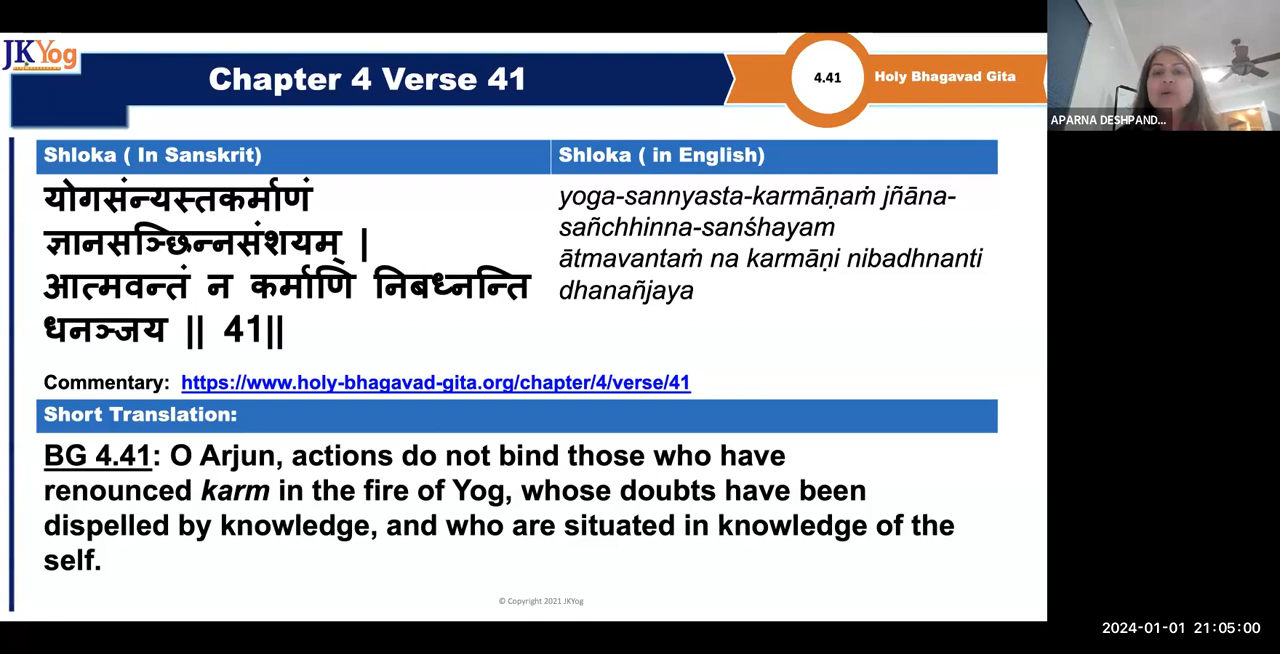 JKYog
Chapter 4 Verse 41
4.41
Holy Bhagavad Gita
APARNA DESHPAND...
Shloka ( In Sanskrit)
Shloka ( in English)
योगसंन्यस्तकर्माणं
ज्ञानसञ्छिन्नसंशयम् |
आत्मवन्तं न कर्माणि निबध्नन्ति
धनञ्जय || 41||
yoga-sannyasta-karmāṇaṁ jñāna-
sañchhinna-sanśhayam
ātmavantaṁ na karmāṇi nibadhnanti
dhanañjaya
Commentary: https://www.holy-bhagavad-gita.org/chapter/4/verse/41
Short Translation:
BG 4.41: O Arjun, actions do not bind those who have
renounced karm in the fire of Yog, whose doubts have been
dispelled by knowledge, and who are situated in knowledge of the
self.
© Copyright 2021 JKYog
2024-01-01 21:05:00